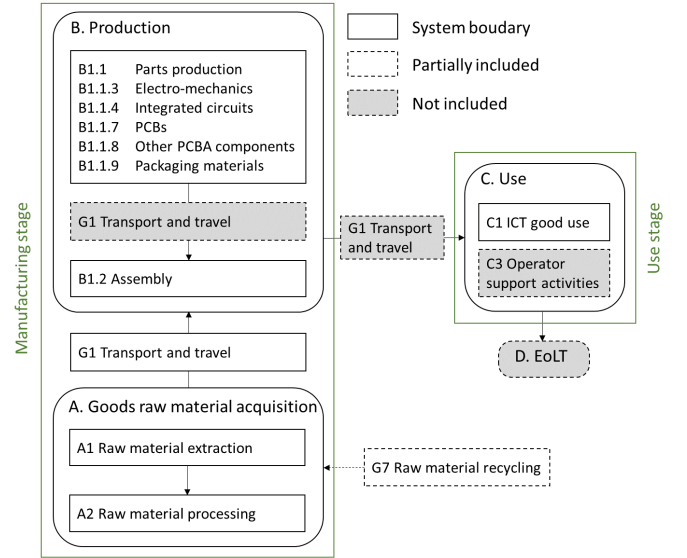 B. Production
B1.1 Parts production
B1.1.3 Electro-mechanics
B1.1.4 Integrated circuits
B1.1.7 PCBs
B1.1.8 Other PCBA components
B1.1.9 Packaging materials
G1 Transport and travel
B1.2 Assembly
G1 Transport and travel
A. Goods raw material acquisition
A1 Raw material extraction
A2 Raw material processing
Manufacturing stage
System boudary
Partially included
Not included
G1 Transport
and travel
C. Use
C1 ICT good use
C3 Operator
support activities
Use stage
D. EoLT
G7 Raw material recycling